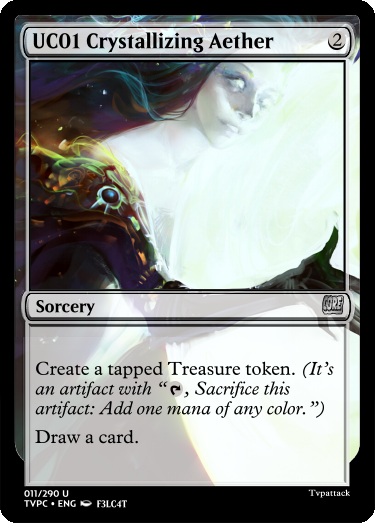 UC01 Crystallizing Aether 2
Sorcery
CORE
Create a tapped Treasure token. (It's
an artifact with “, Sacrifice this
artifact: Add one mana of any color.”)
Draw a card.
011/290 U
TVPC • ENG F3LC4T
Tvpattack